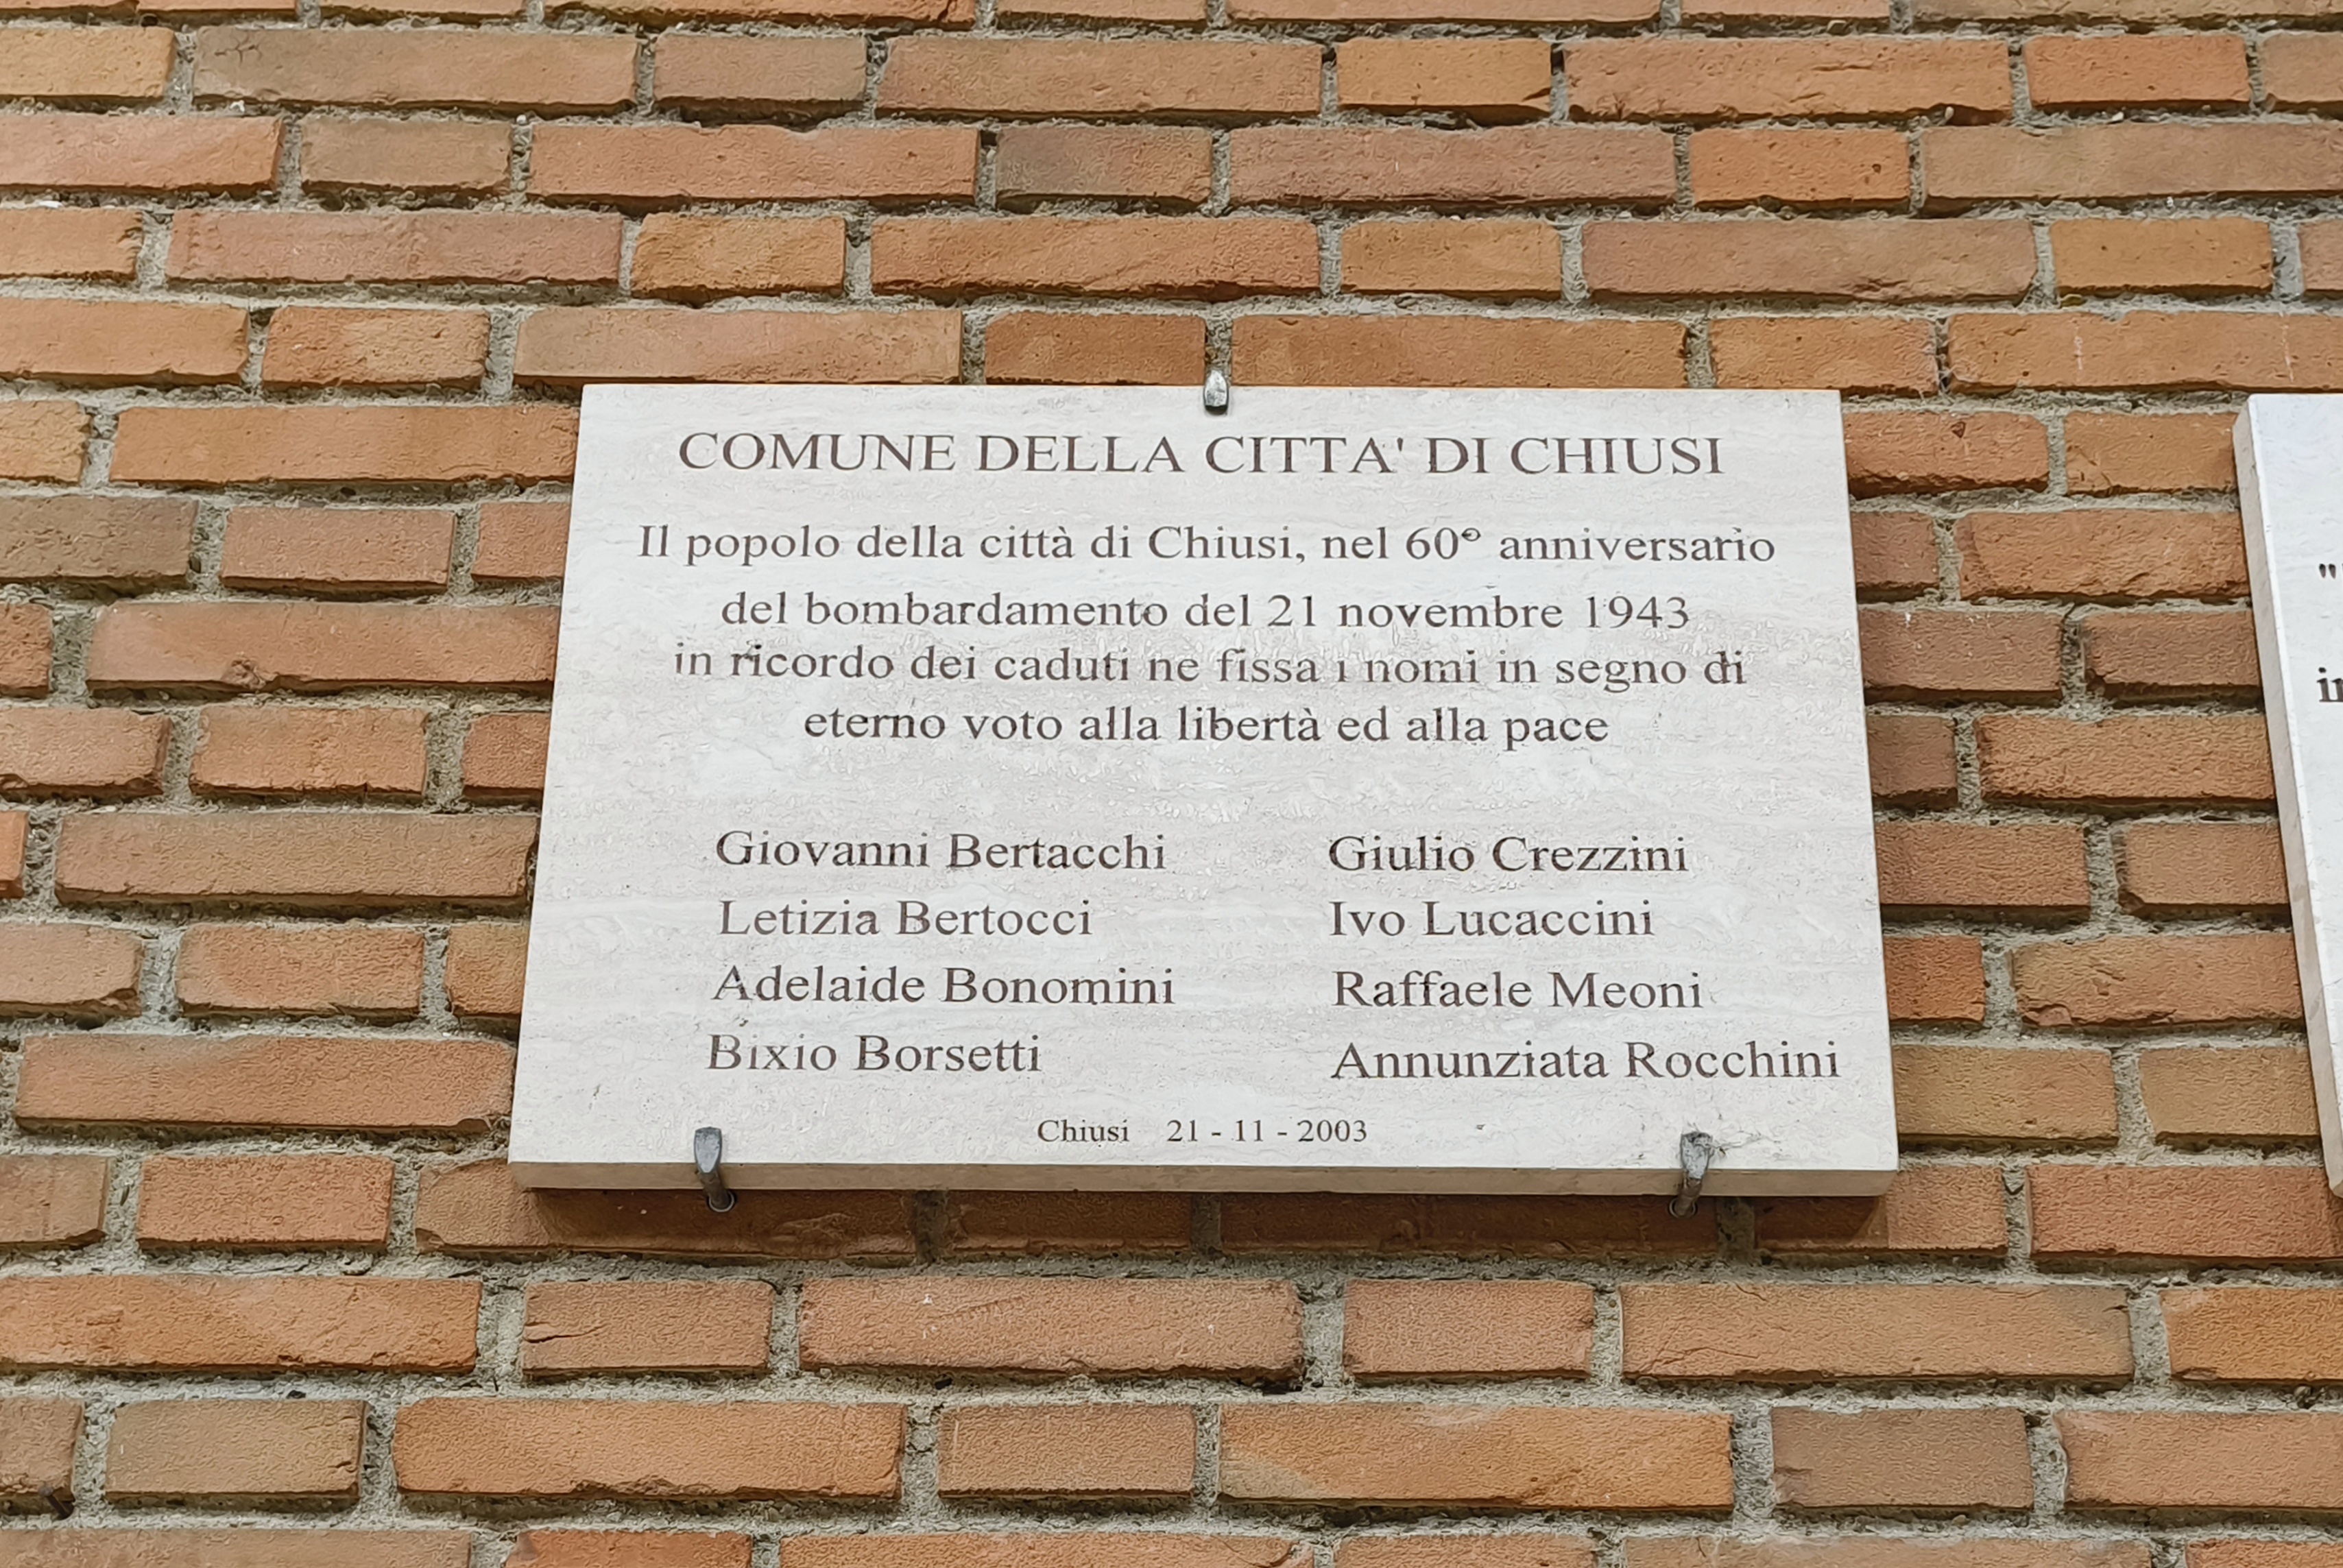 COMUNE DELLA CITTA' DI CHIUSI
Il popolo della città di Chiusi, nel 60° anniversario
del bombardamento del 21 novembre 1943
in ricordo dei caduti ne fissa i nomi in segno di
eterno voto alla libertà ed alla pace
Giovanni Bertacchi
Letizia Bertocci
Adelaide Bonomini
Bixio Borsetti
Giulio Crezzini
Ivo Lucaccini
Raffaele Meoni
Annunziata Rocchini
Chiusi 21 - 11 - 2003